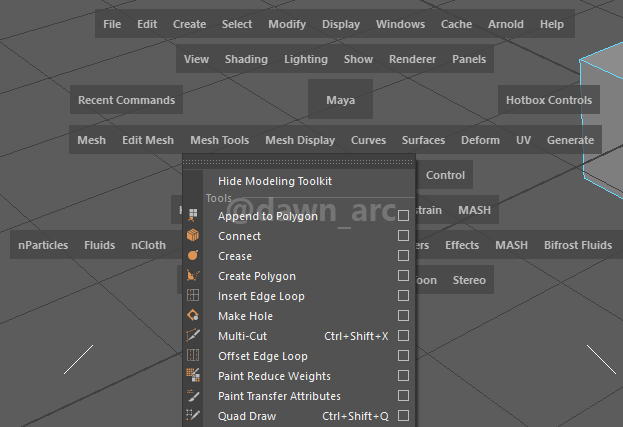 File Edit Create Select Modify Display Windows Cache Arnold Help
View Shading Lighting Show Renderer Panels
Recent Commands Maya Hotbox Controls
Mesh Edit Mesh Mesh Tools Mesh Display Curves Surfaces Deform UV Generate
Control
Hide Modeling Toolkit
Tools
@dawn_arc
MASH
Append to Polygon
Connect
nParticles Fluids nCloth Effects MASH Bifrost Fluids
Crease
Create Polygon
Stereo
Insert Edge Loop
Make Hole
Multi-Cut Ctrl+Shift+X
Offset Edge Loop
Paint Reduce Weights
Paint Transfer Attributes
Quad Draw Ctrl+Shift+Q